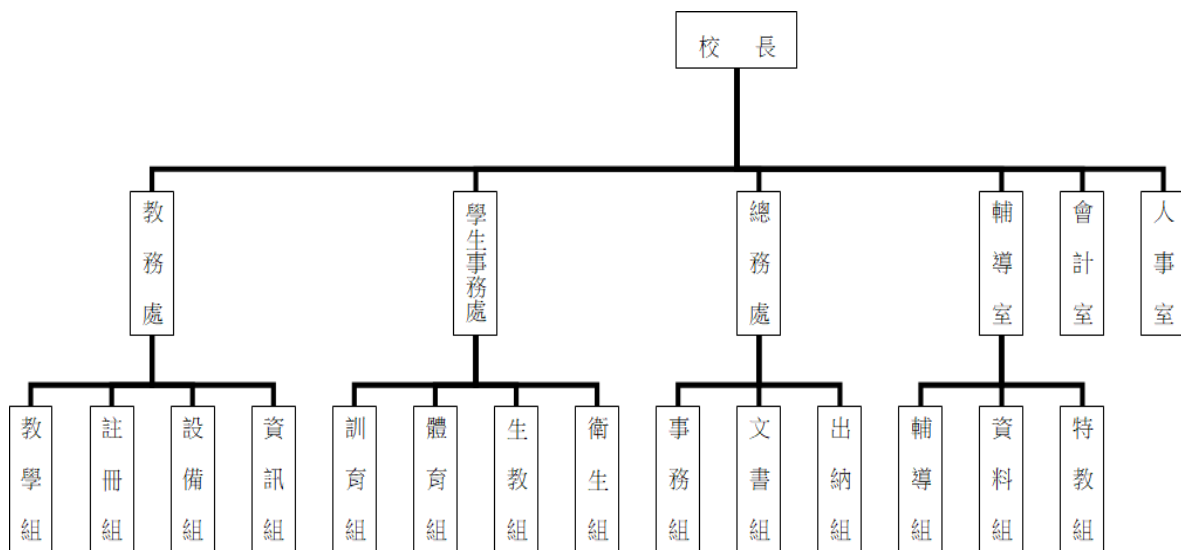 校長
教務處
學生事務處
總務處
輔導室
會計室
人事室
教學組
註冊組
設備組
資訊組
訓育組
體育組
生教組
衛生組
事務組
文書組
出納組
輔導組
資料組
特教組